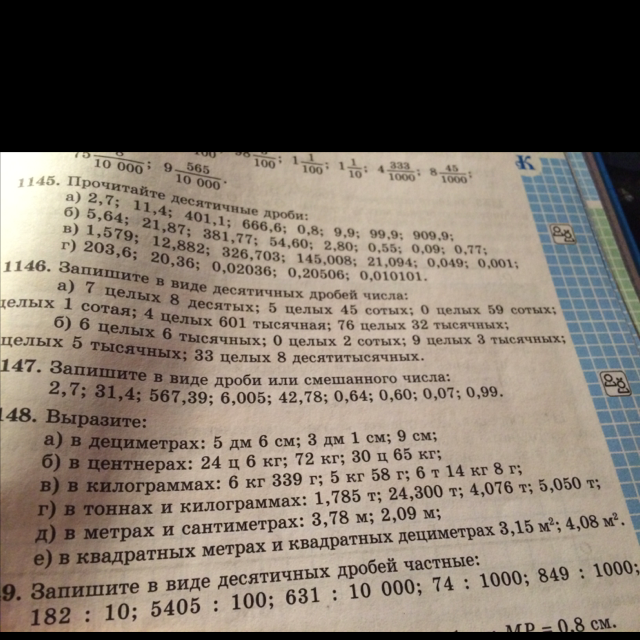 10 000; 9 565/10 000. 100; 1 1/100; 1 1/10; 4 333/1000; 8 45/1000;
1145. Прочитайте десятичные дроби:
а) 2,7; 11,4; 401,1; 666,6; 0,8; 9,9; 99,9; 909,9;
б) 5,64; 21,87; 381,77; 54,60; 2,80; 0,55; 0,09; 0,77;
в) 1,579; 12,882; 326,703; 145,008; 21,094; 0,049; 0,001;
г) 203,6; 20,36; 0,02036; 0,20506; 0,010101.
1146. Запишите в виде десятичных дробей числа:
а) 7 целых 8 десятых; 5 целых 45 сотых; 0 целых 59 сотых;
целых 1 сотая; 4 целых 601 тысячная; 76 целых 32 тысячных;
б) 6 целых 6 тысячных; 0 целых 2 сотых; 9 целых 3 тысячных;
целых 5 тысячных; 33 целых 8 десятитысячных.
147. Запишите в виде дроби или смешанного числа:
2,7; 31,4; 567,39; 6,005; 42,78; 0,64; 0,60; 0,07; 0,99.
148. Выразите:
а) в дециметрах: 5 дм 6 см; 3 дм 1 см; 9 см;
б) в центнерах: 24 ц 6 кг; 72 кг; 30 ц 65 кг;
в) в килограммах: 6 кг 339 г; 5 кг 58 г; 6 т 14 кг 8 г;
г) в тоннах и килограммах: 1,785 т; 24,300 т; 4,076 т; 5,050 т;
д) в метрах и сантиметрах: 3,78 м; 2,09 м;
е) в квадратных метрах и квадратных дециметрах 3,15 м²; 4,08 м².
9. Запишите в виде десятичных дробей частные:
182 : 10; 5405 : 100; 631 : 10 000; 74 : 1000; 849 : 1000;
MP = 0,8 см.
К